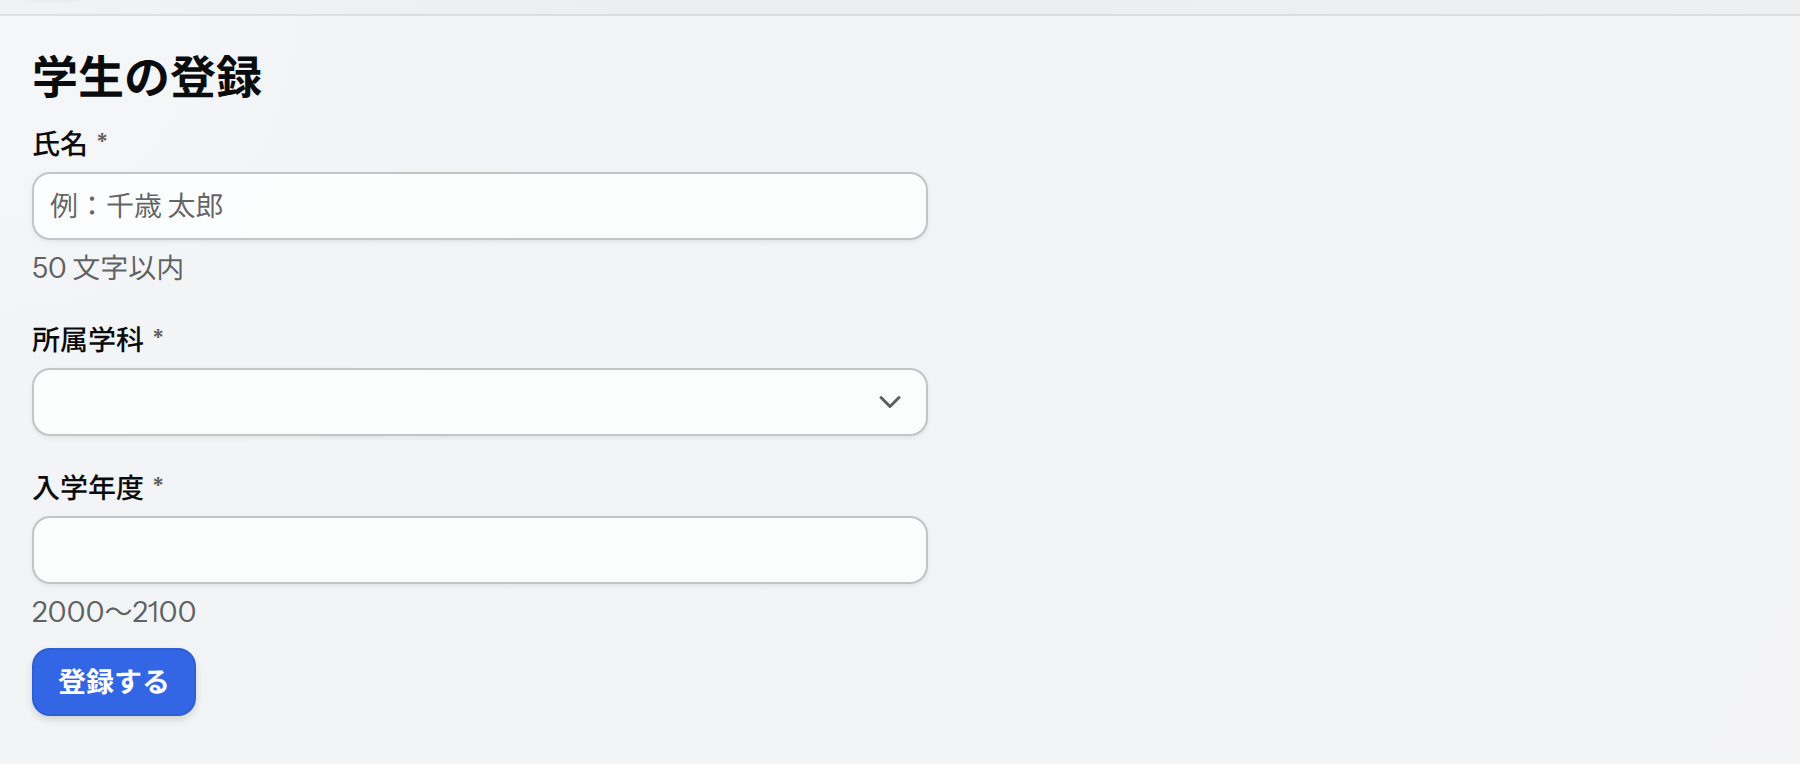 学生の登録
氏名 *
例：千歳 太郎
50 文字以内
所属学科 *
入学年度 *
2000〜2100
登録する